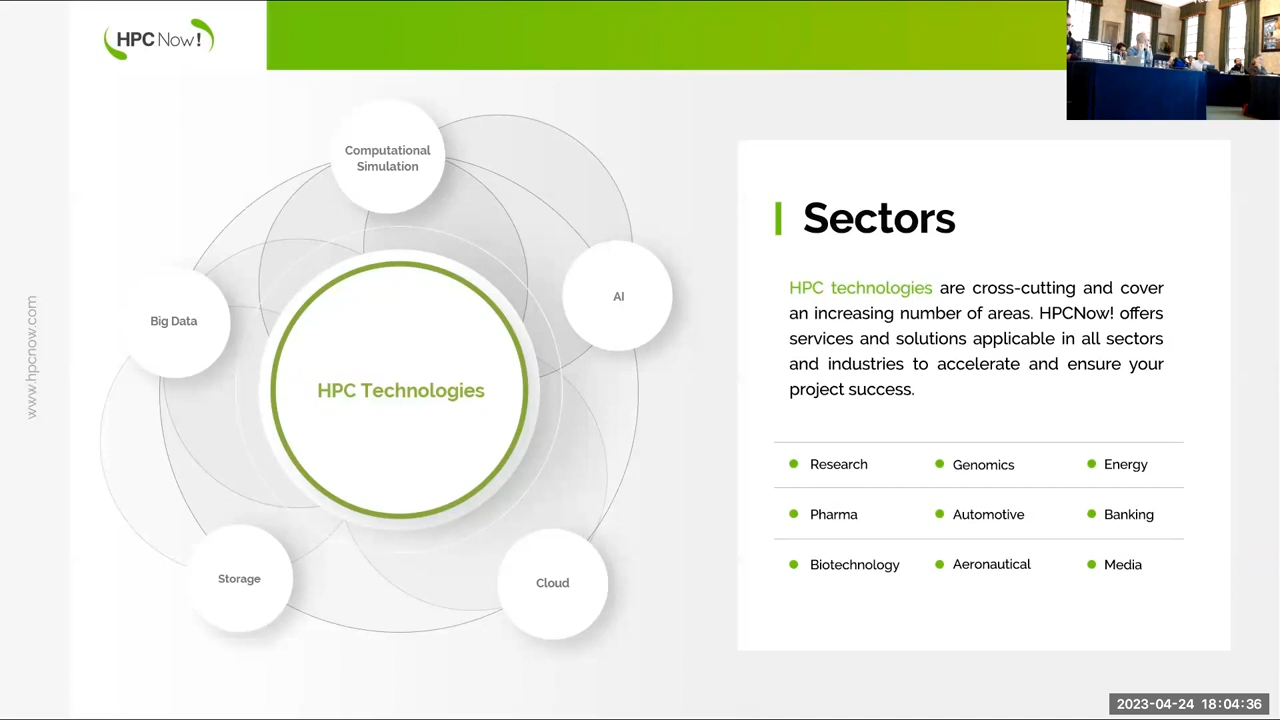 HPC Now!
www.hpcnow.com
Computational
Simulation
AI
Big Data
HPC Technologies
Storage
Cloud
Sectors
HPC technologies are cross-cutting and cover
an increasing number of areas. HPCNow! offers
services and solutions applicable in all sectors
and industries to accelerate and ensure your
project success.
Research Genomics Energy
Pharma Automotive Banking
Biotechnology Aeronautical Media
2023-04-24 18:04:36